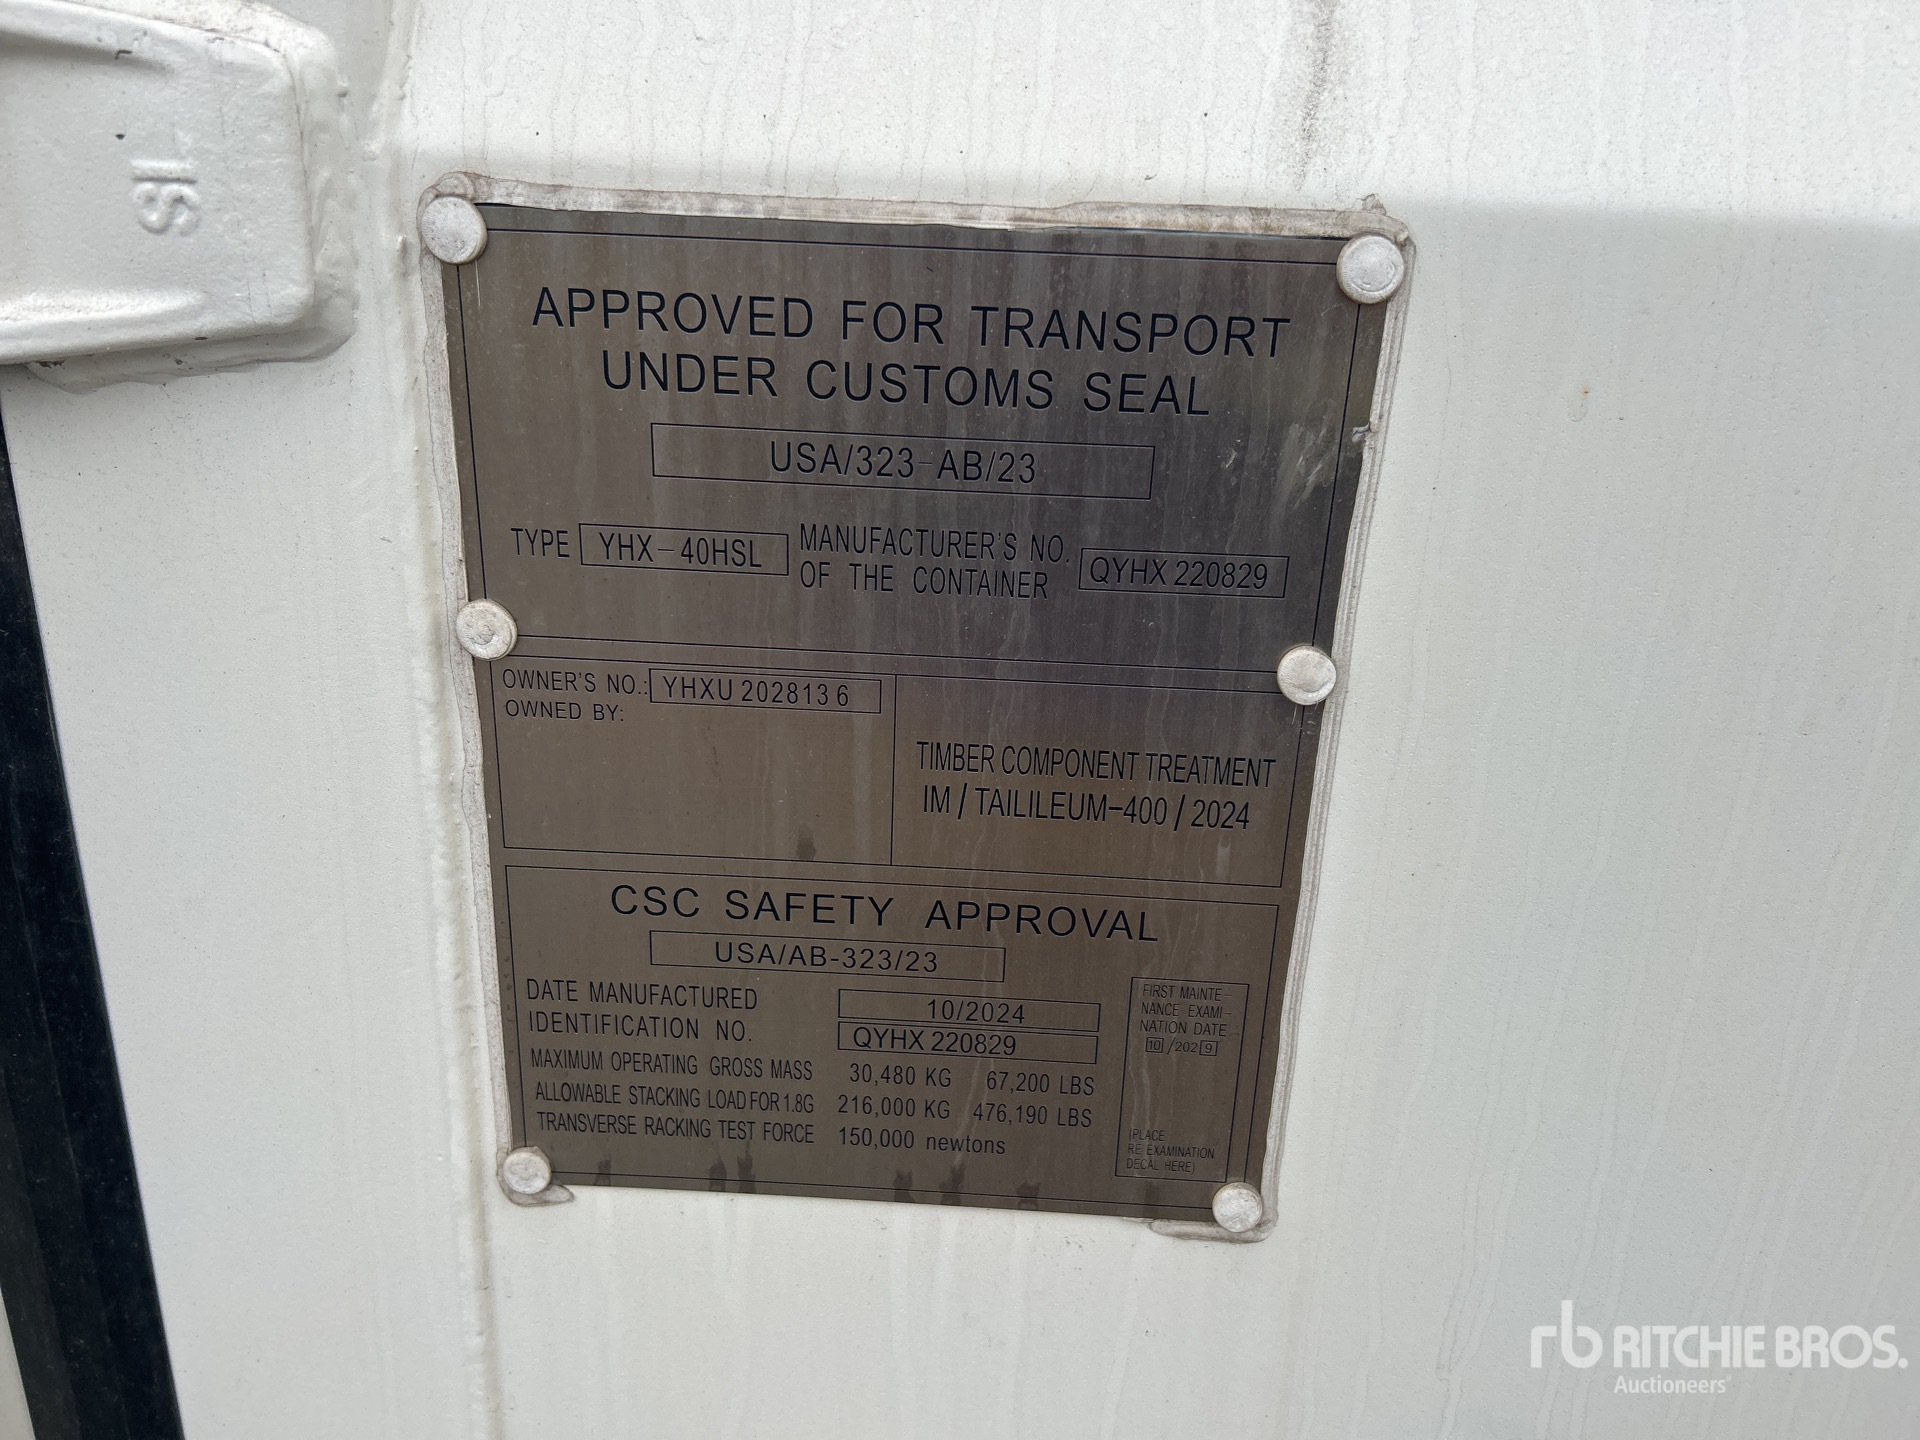 ISI
APPROVED FOR TRANSPORT
UNDER CUSTOMS SEAL
USA/323-AB/23
TYPE YHX-40HSL MANUFACTURER'S NO. OF THE CONTAINER QYHX 220829
OWNER'S NO.: YHXU 202813 6
OWNED BY:
TIMBER COMPONENT TREATMENT
IM / TAILILEUM-400 / 2024
CSC SAFETY APPROVAL
USA/AB-323/23
DATE MANUFACTURED 10/2024
IDENTIFICATION NO. QYHX 220829
MAXIMUM OPERATING GROSS MASS 30,480 KG 67,200 LBS
ALLOWABLE STACKING LOAD FOR 1.8G 216,000 KG 476,190 LBS
TRANSVERSE RACKING TEST FORCE 150,000 newtons
FIRST MAINTE-
NANCE EXAMI-
NATION DATE
10/2029
(PLACE
RE EXAMINATION
DECAL HERE)
rb RITCHIE BROS.
Auctioneers